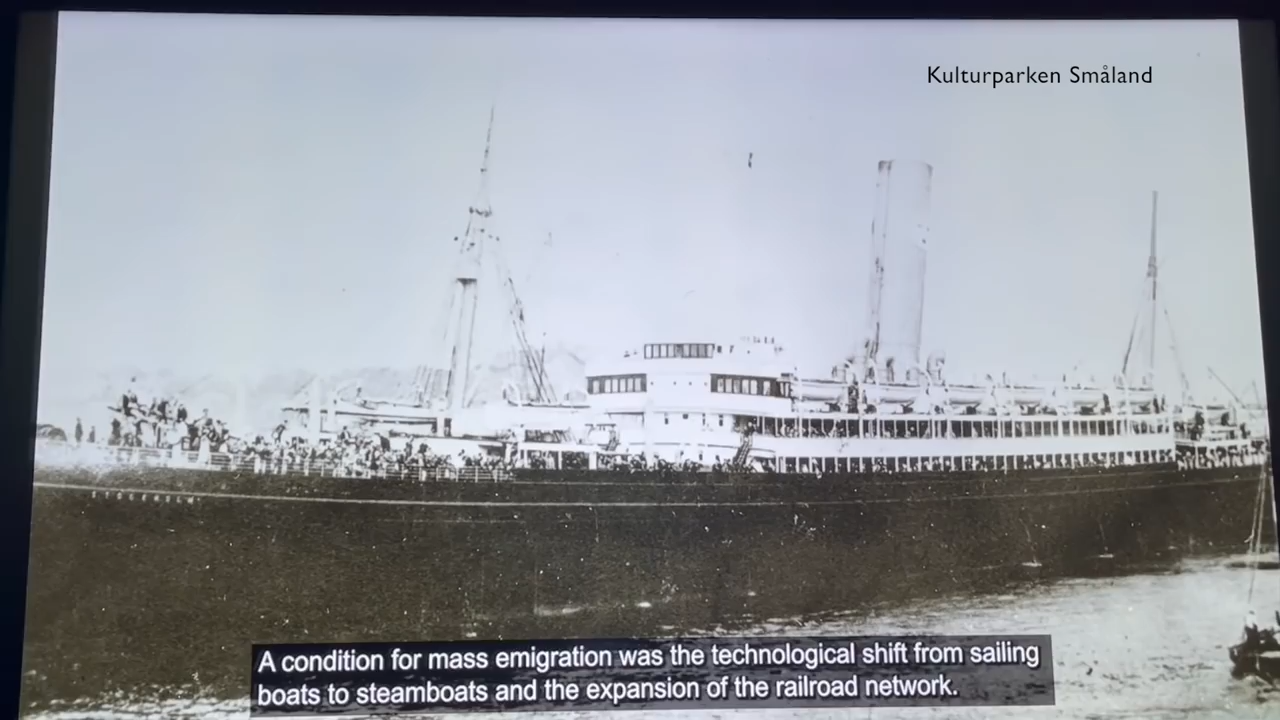 Kulturparken Småland
A condition for mass emigration was the technological shift from sailing
boats to steamboats and the expansion of the railroad network.